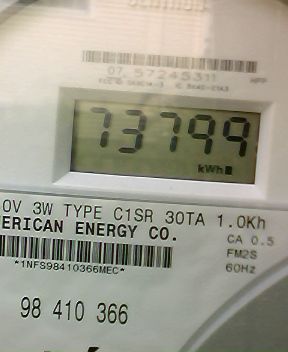 07 57245311
73799
kWh
0V 3W TYPE C1SR 30TA 1.0Kh
ERICAN ENERGY CO.
CA 0.5
FM2S
60Hz
*1NFS98410366MEC*
98 410 366